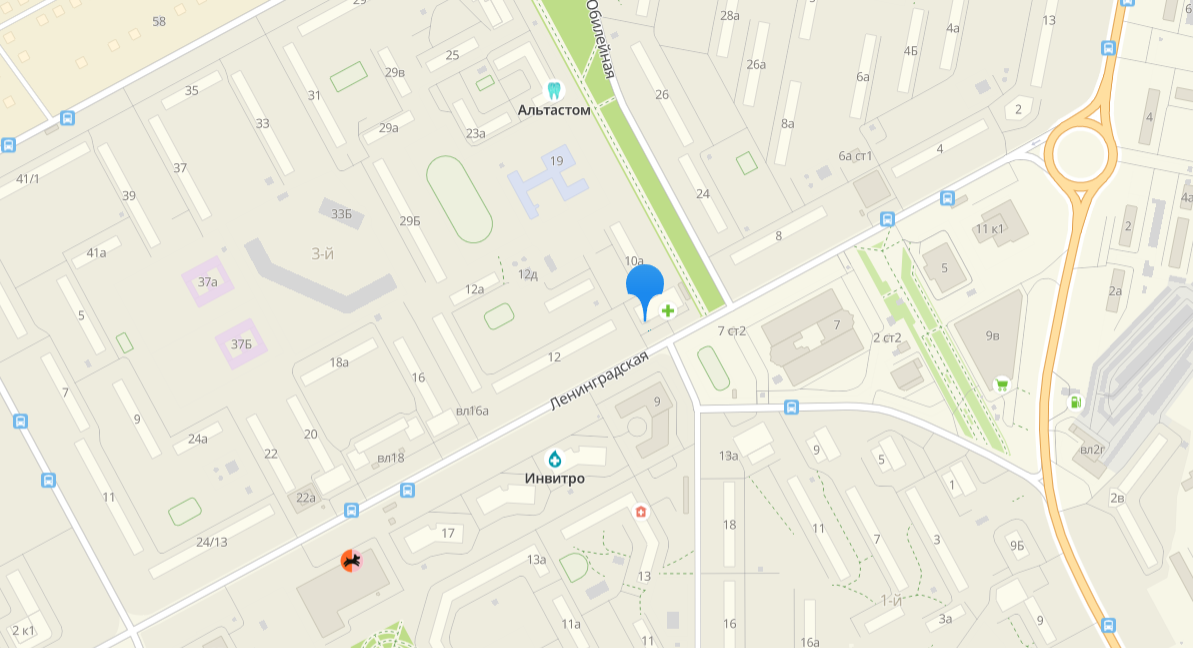 58
29
25
28а
3
4а
13
6
Юбилейная
4Б
35
29в
26а
6а
31
Альтастом
26
2
4
33
29а
23а
8а
37
19
6а ст1
4
41/1
39
24
4а
33Б
29Б
8
11 к1
2
3-й
41а
10а
37а
12д
5
12а
2а
5
7 ст2
7
2 ст2
9в
37Б
12
18а
16
Ленинградская
7
9
9
вл16а
24а
20
22
вл18
13а
9
5
вл2г
Инвитро
1
11
22а
2в
18
11
7
3
24/13
17
9Б
13а
13
1-й
2 к1
11а
16
3а
9
11
16а